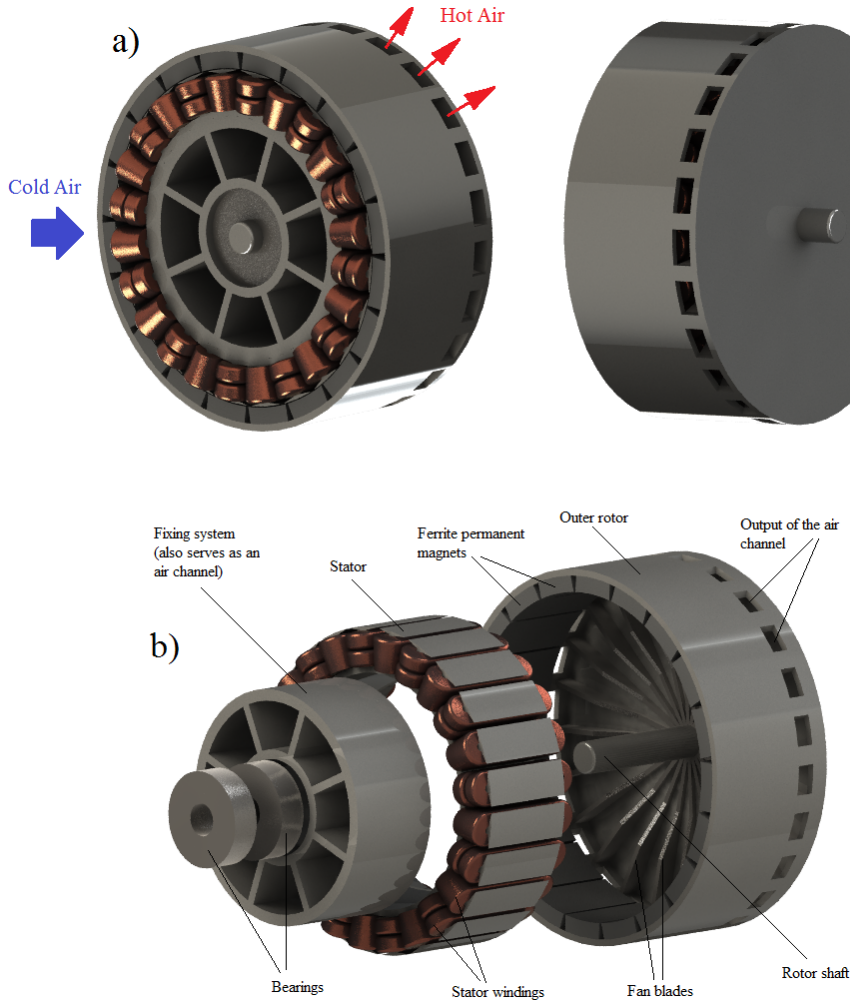 a)
Hot Air
Cold Air
Fixing system
(also serves as an
air channel)
Stator
Ferrite permanent
magnets
Outer rotor
Output of the air
channel
b)
Bearings
Stator windings
Fan blades
Rotor shaft